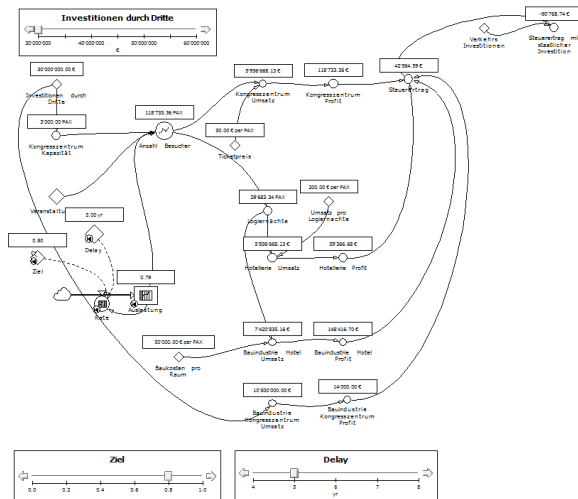 Investitionen durch Dritte
30'000'000 40'000'000 50'000'000 60'000'000
€
-90'768.74 €
Verkehrs
Investitionen
Steuerertrag mit
staatlicher
Investition
30'000'000.00 €
Investitionen durch
Dritte
3'000.00 PAX
Kongresszentrum
Kapazität
118'733.36 PAX
Anzahl Besucher
5'936'668.13 €
Kongresszentrum
Umsatz
118'733.36 €
Kongresszentrum
Profit
42'364.39 €
Steuerertrag
50.00 € per PAX
Ticketpreis
Veranstaltu
29'683.34 PAX
Logiernächte
200.00 € per PAX
Umsatz pro
Logiernachte
5'936'668.13 €
Hotellerie Umsatz
59'366.68 €
Hotellerie Profit
5.00 yr
Delay
0.80
Ziel
0.79
Auslastung
Rate
50'000.00 € per PAX
Baukosten pro
Raum
7'420'835.16 €
Bauindustrie Hotel
Umsatz
148'416.70 €
Bauindustrie Hotel
Profit
10'500'000.00 €
Bauindustrie
Kongresszentrum
Umsatz
14'000.00 €
Bauindustrie
Kongresszentrum
Profit
Ziel
0.0 0.2 0.4 0.6 0.8 1.0
Delay
4 5 6 7 8
yr